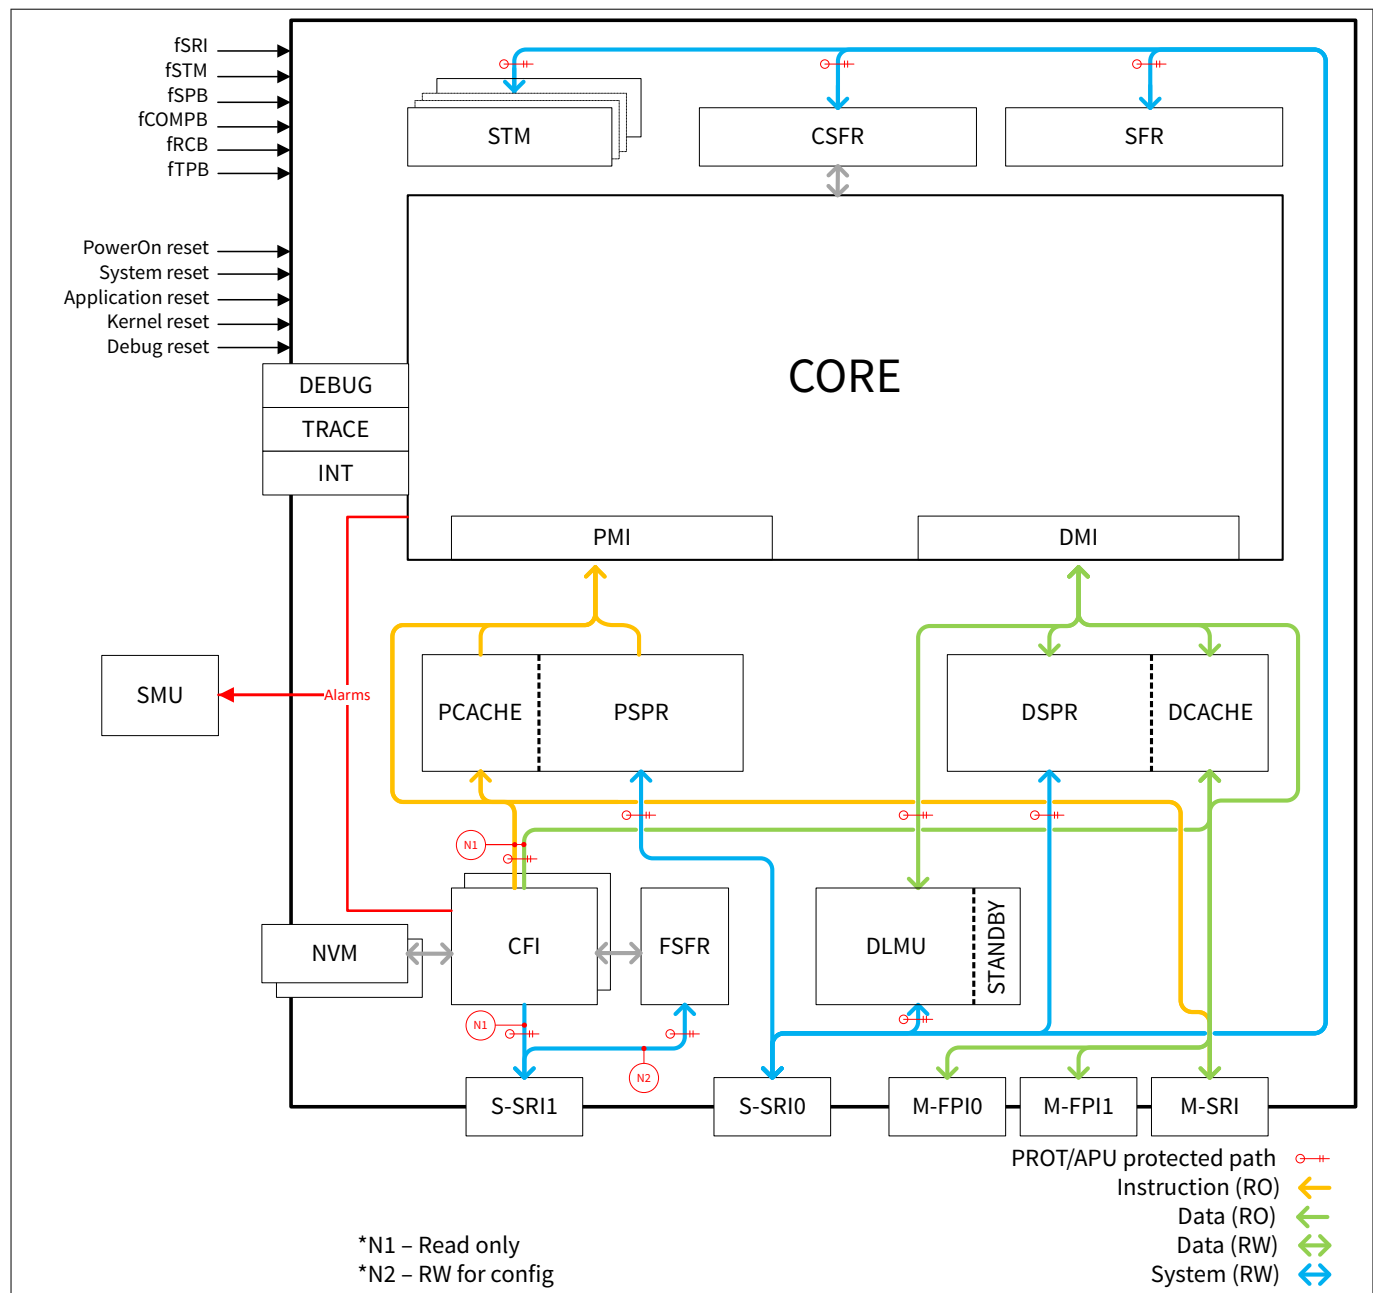 fSRI
fSTM
fSPB
fCOMPB
fRCB
fTPB
STM
CSFR
SFR
PowerOn reset
System reset
Application reset
Kernel reset
Debug reset
DEBUG
TRACE
INT
CORE
PMI
DMI
SMU
Alarms
PCACHE
PSPR
DSPR
DCACHE
N1
NVM
CFI
FSFR
DLMU
STANDBY
N1
N2
S-SRI1
S-SRI0
M-FPI0
M-FPI1
M-SRI
PROT/APU protected path
Instruction (RO)
Data (RO)
Data (RW)
System (RW)
*N1 – Read only
*N2 – RW for config